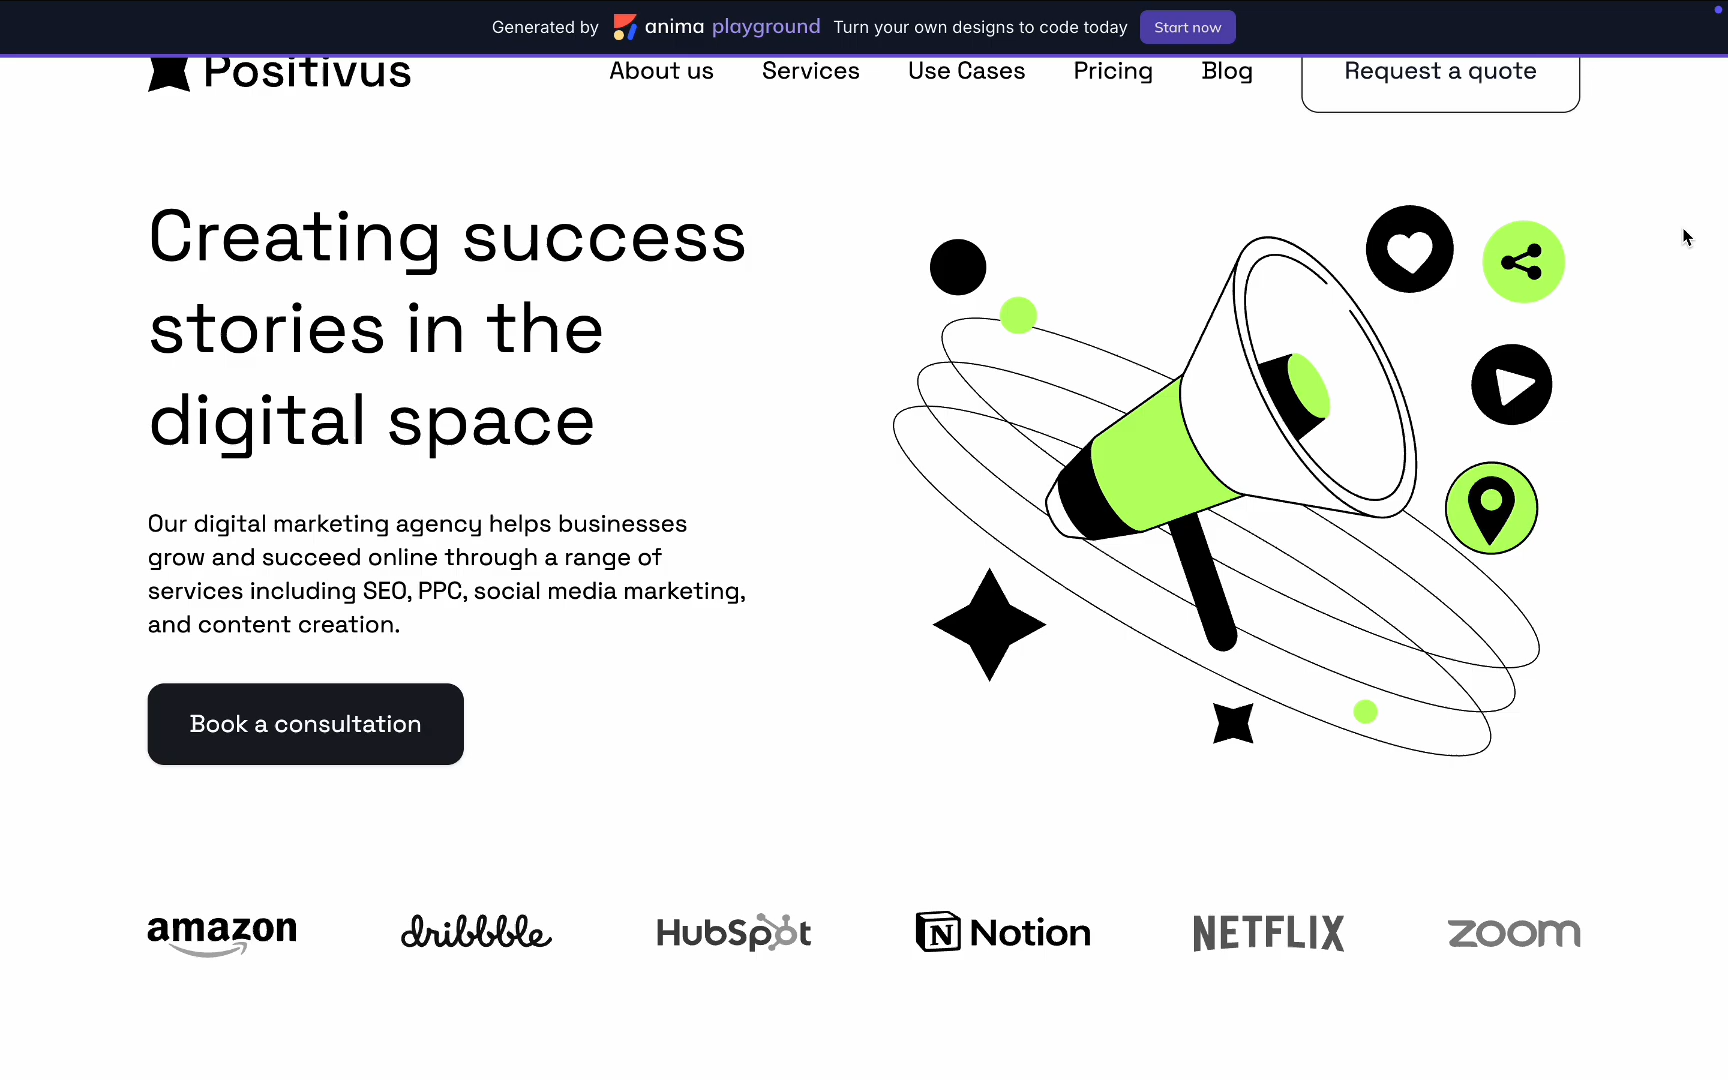 Generated by anima playground Turn your own designs to code today Start now
Positivus About us Services Use Cases Pricing Blog Request a quote
Creating success
stories in the
digital space
Our digital marketing agency helps businesses
grow and succeed online through a range of
services including SEO, PPC, social media marketing,
and content creation.
Book a consultation
amazon dribbble HubSpot Notion NETFLIX zoom